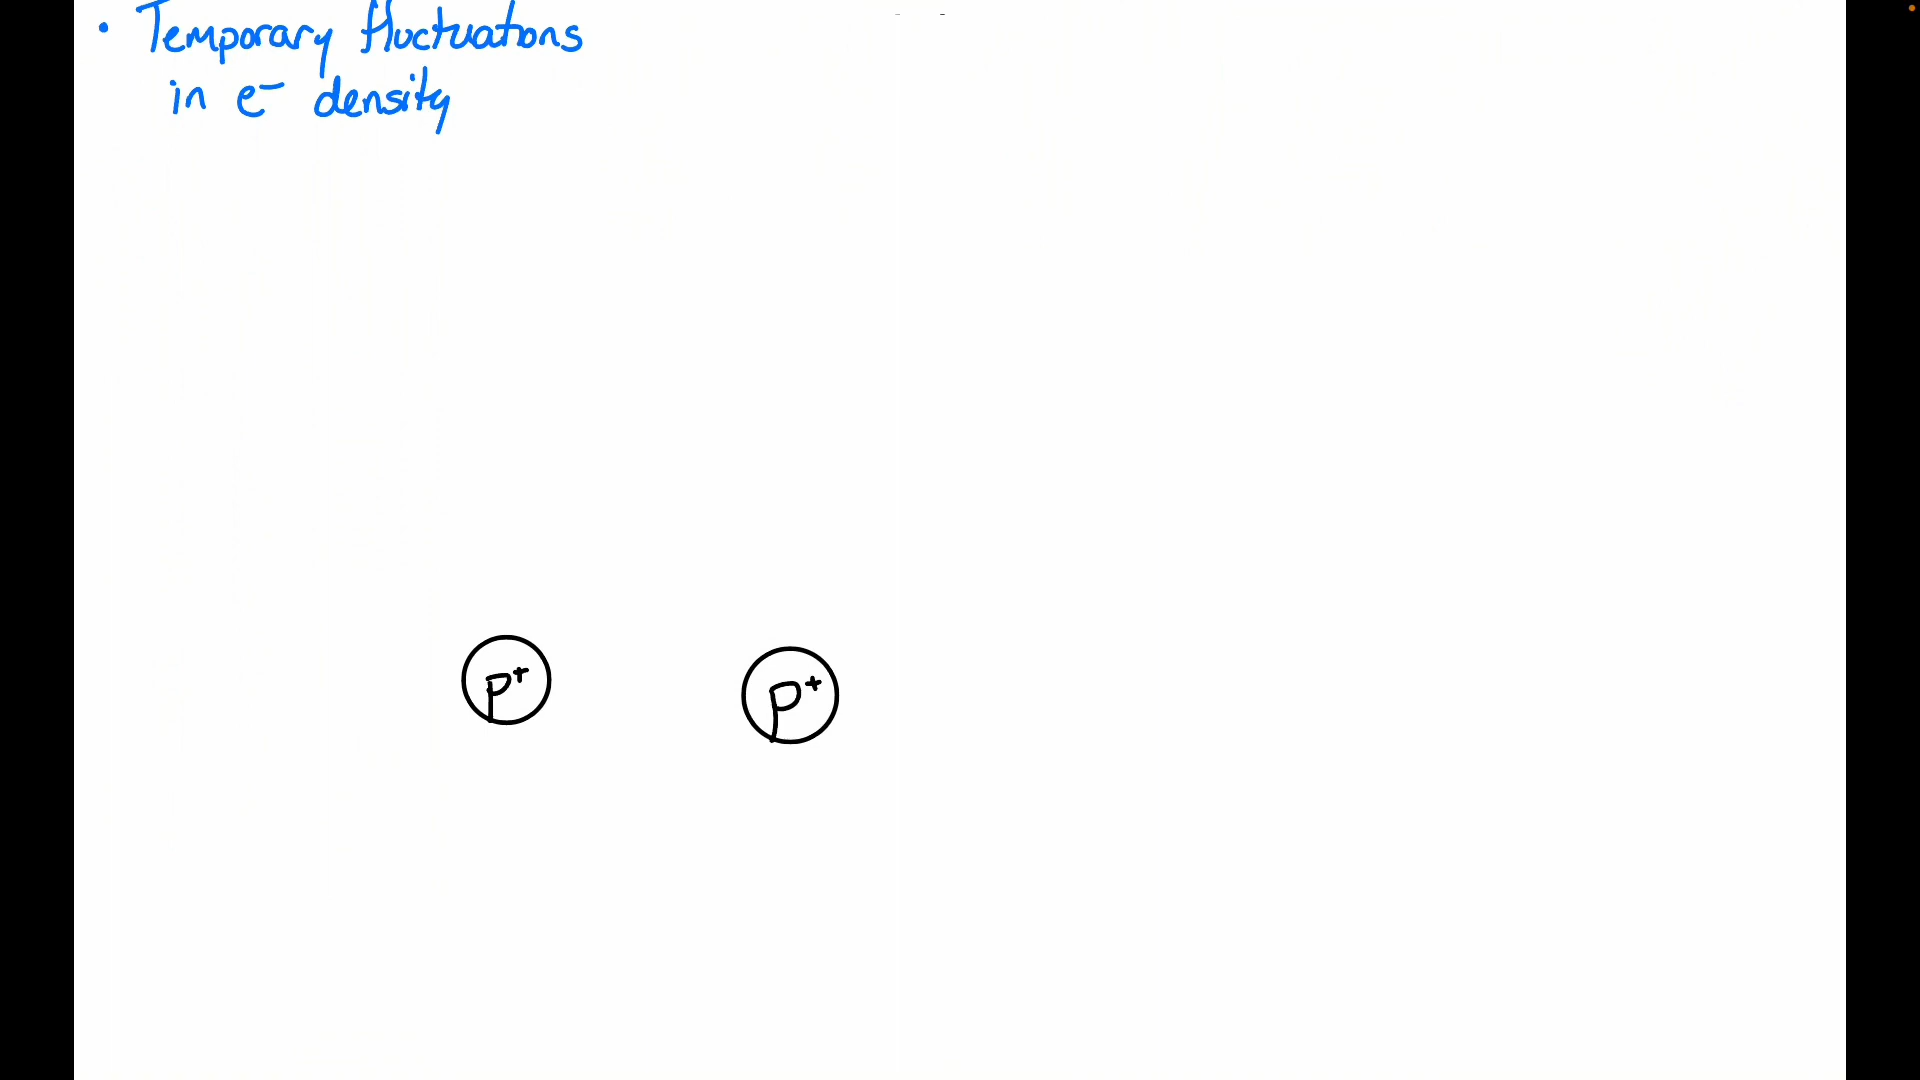 • Temporary fluctuations
in e⁻ density
p⁺ p⁺